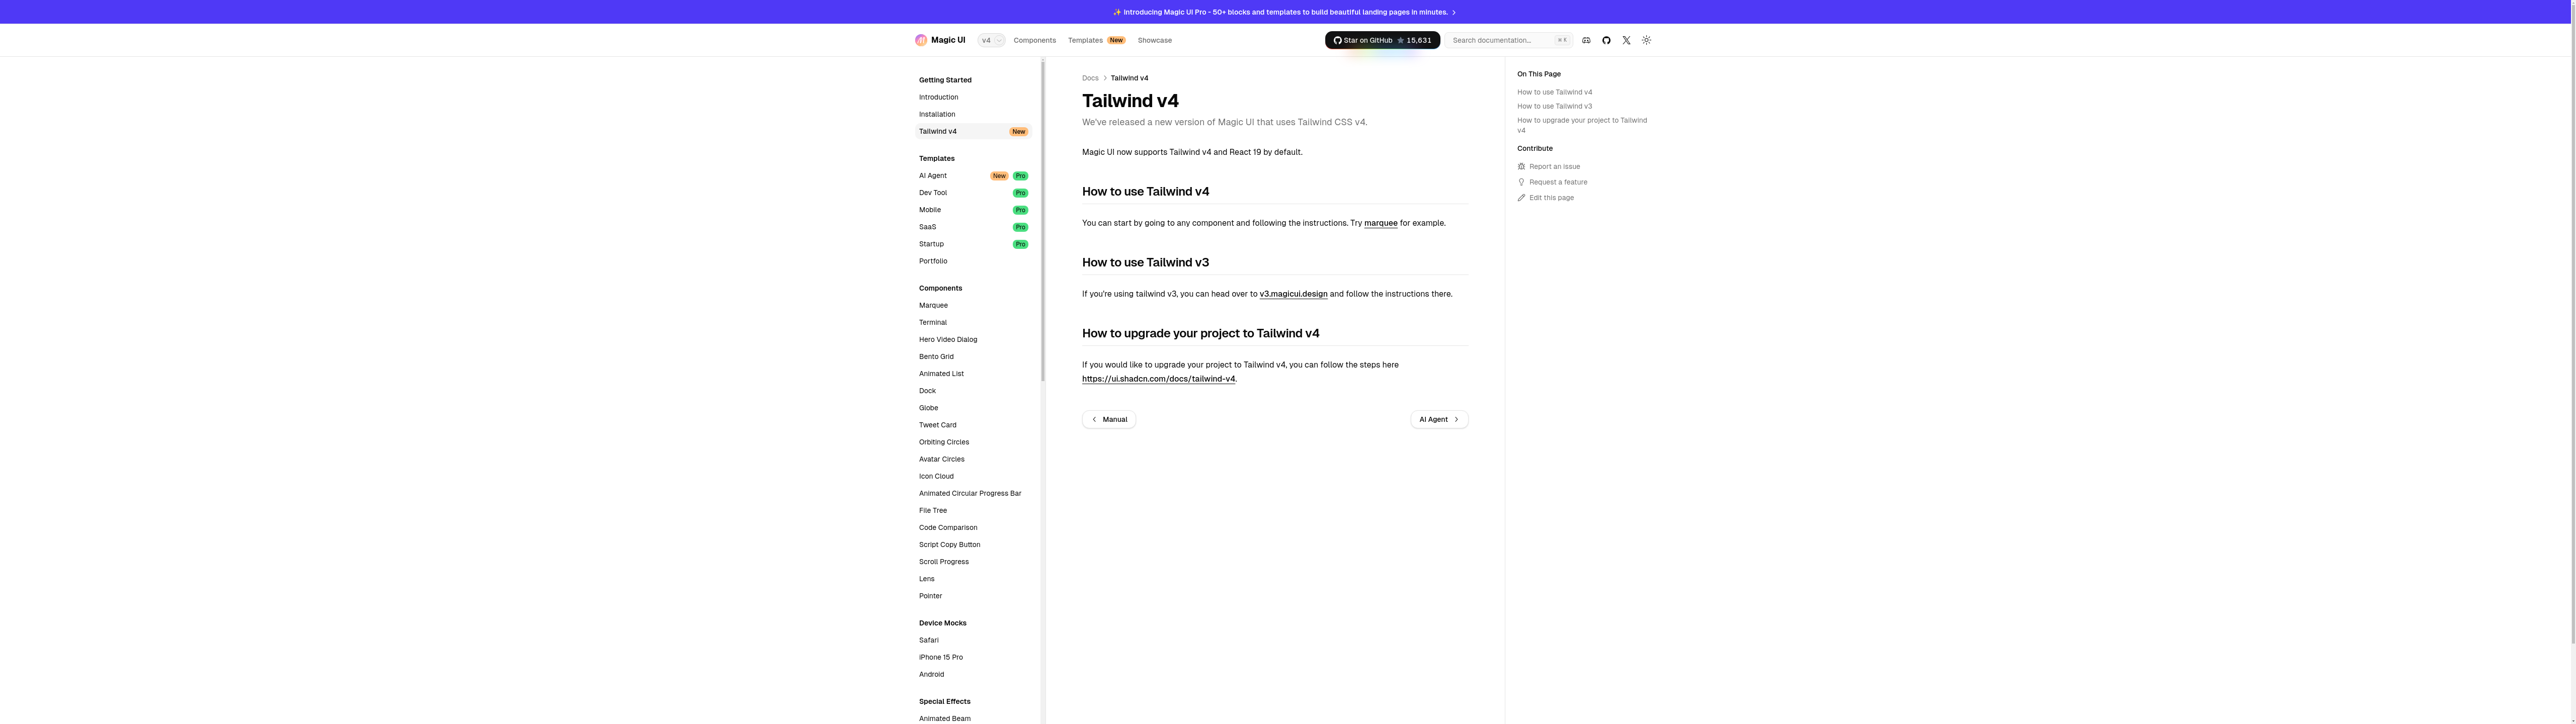 ✨ Introducing Magic UI Pro - 50+ blocks and templates to build beautiful landing pages in minutes.
Magic UI
v4
Components
Templates New
Showcase
Star on GitHub ★ 15,631
Search documentation...
⌘ K
Getting Started
Introduction
Installation
Tailwind v4 New
Templates
AI Agent New Pro
Dev Tool Pro
Mobile Pro
SaaS Pro
Startup Pro
Portfolio
Components
Marquee
Terminal
Hero Video Dialog
Bento Grid
Animated List
Dock
Globe
Tweet Card
Orbiting Circles
Avatar Circles
Icon Cloud
Animated Circular Progress Bar
File Tree
Code Comparison
Script Copy Button
Scroll Progress
Lens
Pointer
Device Mocks
Safari
iPhone 15 Pro
Android
Special Effects
Animated Beam
Docs > Tailwind v4
Tailwind v4
We've released a new version of Magic UI that uses Tailwind CSS v4.
Magic UI now supports Tailwind v4 and React 19 by default.
How to use Tailwind v4
You can start by going to any component and following the instructions. Try marquee for example.
How to use Tailwind v3
If you're using tailwind v3, you can head over to v3.magicui.design and follow the instructions there.
How to upgrade your project to Tailwind v4
If you would like to upgrade your project to Tailwind v4, you can follow the steps here
https://ui.shadcn.com/docs/tailwind-v4.
Manual
AI Agent
On This Page
How to use Tailwind v4
How to use Tailwind v3
How to upgrade your project to Tailwind
v4
Contribute
Report an issue
Request a feature
Edit this page